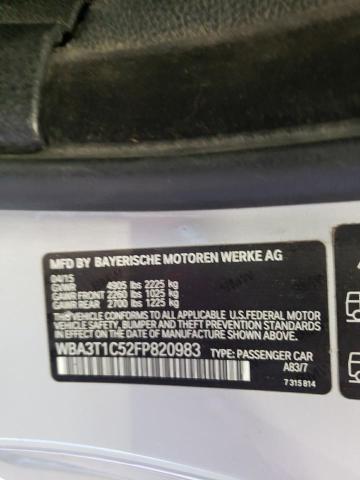 MFD BY BAYERISCHE MOTOREN WERKE AG
04/15
GVWR 4905 lbs 2225 kg
GAWR FRONT 2260 lbs 1025 kg
GAWR REAR 2700 lbs 1225 kg
THIS VEHICLE CONFORMS TO ALL APPLICABLE U.S.FEDERAL MOTOR
VEHICLE SAFETY, BUMPER, AND THEFT PREVENTION STANDARDS
IN EFFECT ON THE DATE OF MANUFACTURE SHOWN ABOVE.
WBA3T1C52FP820983 TYPE: PASSENGER CAR
A83/7
7 315 814